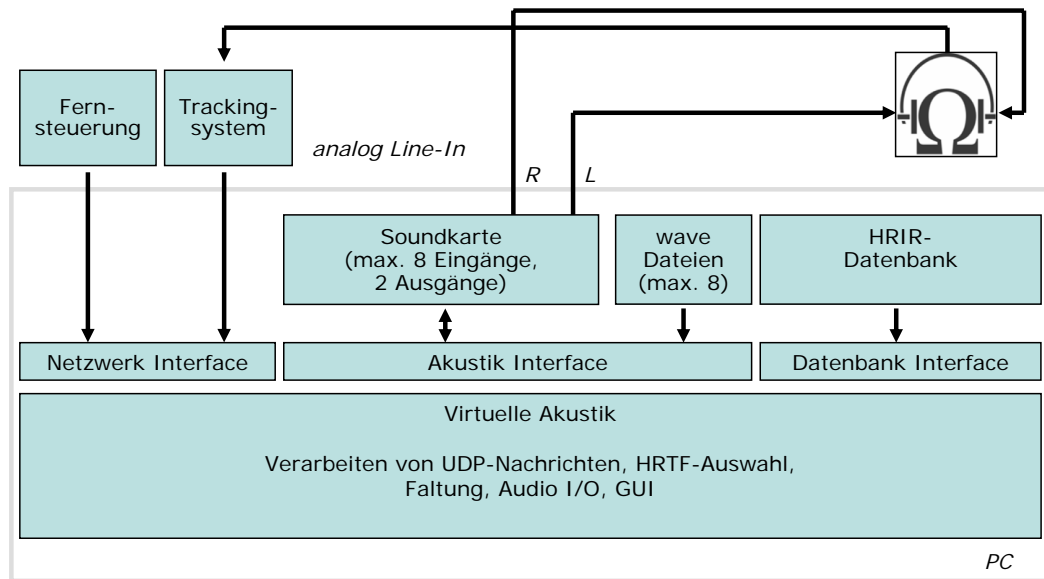 Fern-
steuerung
Tracking-
system
analog Line-In
R
L
Soundkarte
(max. 8 Eingänge,
2 Ausgänge)
wave
Dateien
(max. 8)
HRIR-
Datenbank
Netzwerk Interface
Akustik Interface
Datenbank Interface
Virtuelle Akustik
Verarbeiten von UDP-Nachrichten, HRTF-Auswahl,
Faltung, Audio I/O, GUI
PC